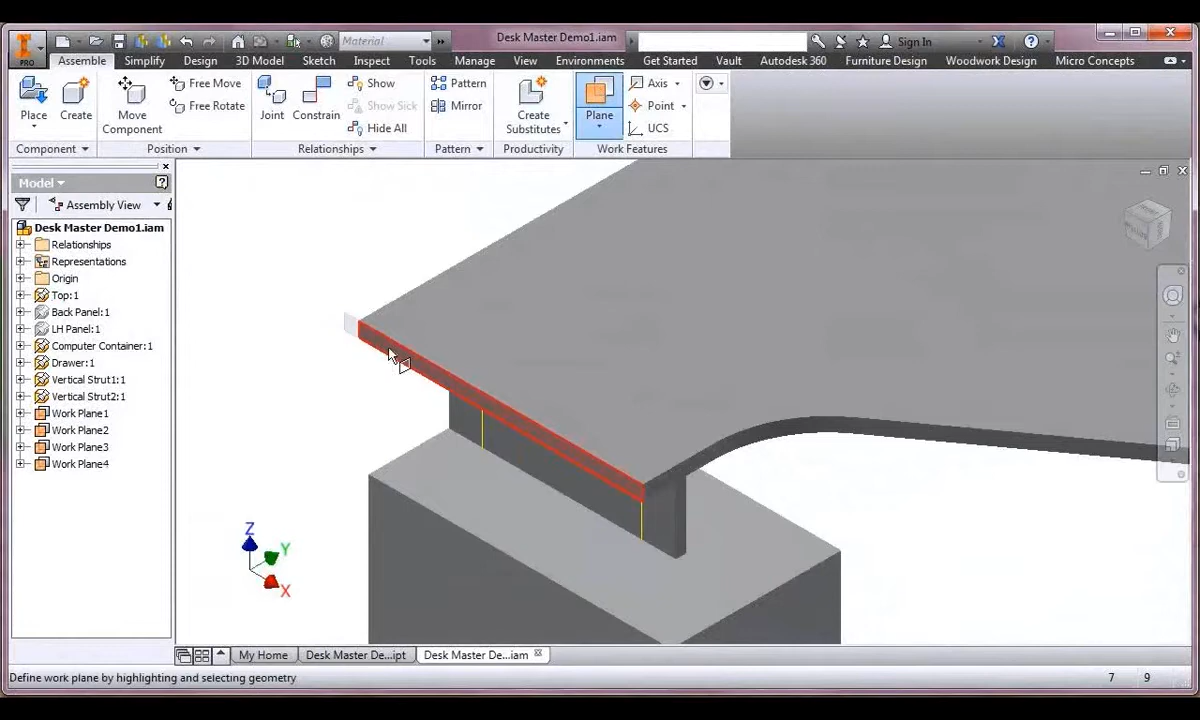 PRO
Material
Desk Master Demo1.iam
Sign In
Assemble Simplify Design 3D Model Sketch Inspect Tools Manage View Environments Get Started Vault Autodesk 360 Furniture Design Woodwork Design Micro Concepts
Place
Create
Move Component
Free Move
Free Rotate
Joint
Constrain
Show
Show Sick
Hide All
Pattern
Mirror
Create Substitutes
Plane
Axis
Point
UCS
Component Position Relationships Pattern Productivity Work Features
Model
Assembly View
Desk Master Demo1.iam
Relationships
Representations
Origin
Top:1
Back Panel:1
LH Panel:1
Computer Container:1
Drawer:1
Vertical Strut1:1
Vertical Strut2:1
Work Plane1
Work Plane2
Work Plane3
Work Plane4
Z
Y
X
My Home Desk Master De...ipt Desk Master De...iam
Define work plane by highlighting and selecting geometry 7 9